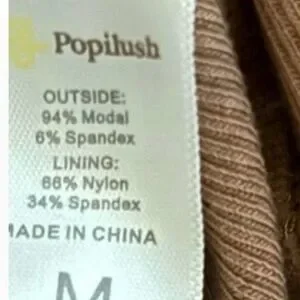 Popilush
OUTSIDE:
94% Modal
6% Spandex
LINING:
66% Nylon
34% Spandex
MADE IN CHINA
M